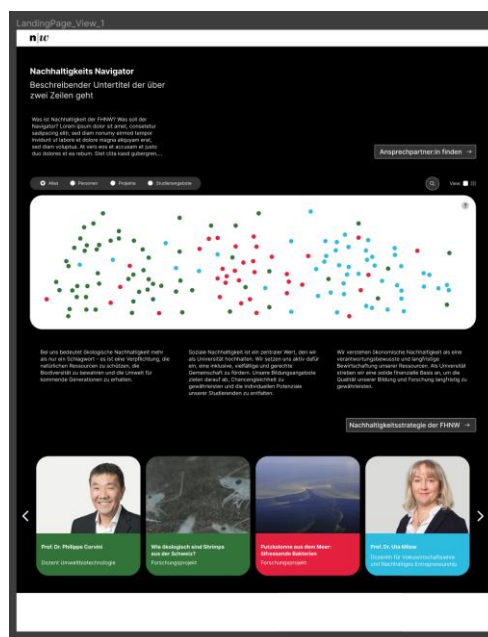 LandingPage_View_1
n|w
Nachhaltigkeits Navigator
Beschreibender Untertitel der über
zwei Zeilen geht
Was ist Nachhaltigkeit der FHNW? Was soll der
Navigator? Lorem ipsum dolor sit amet, consetetur
sadipscing elitr, sed diam nonumy eirmod tempor
invidunt ut labore et dolore magna aliquyam erat,
sed diam voluptua. At vero eos et accusam et justo
duo dolores et ea rebum. Stet clita kasd gubergren,...
Ansprechpartner:in finden →
Alles Personen Projekte Studienangebote
View:
?
Bei uns bedeutet ökologische Nachhaltigkeit mehr
als nur ein Schlagwort - es ist eine Verpflichtung, die
natürlichen Ressourcen zu schützen, die
Biodiversität zu bewahren und die Umwelt für
kommende Generationen zu erhalten.
Soziale Nachhaltigkeit ist ein zentraler Wert, den wir
als Universität hochhalten. Wir setzen uns aktiv dafür
ein, eine inklusive, vielfältige und gerechte
Gemeinschaft zu fördern. Unsere Bildungsangebote
zielen darauf ab, Chancengleichheit zu
gewährleisten und die individuellen Potenziale
unserer Studierenden zu entfalten.
Wir verstehen ökonomische Nachhaltigkeit als eine
verantwortungsbewusste und langfristige
Bewirtschaftung unserer Ressourcen. Als Universität
streben wir eine solide finanzielle Basis an, um die
Qualität unserer Bildung und Forschung langfristig zu
gewährleisten.
Nachhaltigkeitsstrategie der FHNW →
Prof. Dr. Philippe Corvini
Dozent Umweltbiotechnologie
Wie ökologisch sind Shrimps
aus der Schweiz?
Forschungsprojekt
Putzkolonne aus dem Meer:
ölfressende Bakterien
Forschungsprojekt
Prof. Dr. Uta Milow
Dozentin für Volkswirtschaftslehre
und Nachhaltiges Entrepreneurship